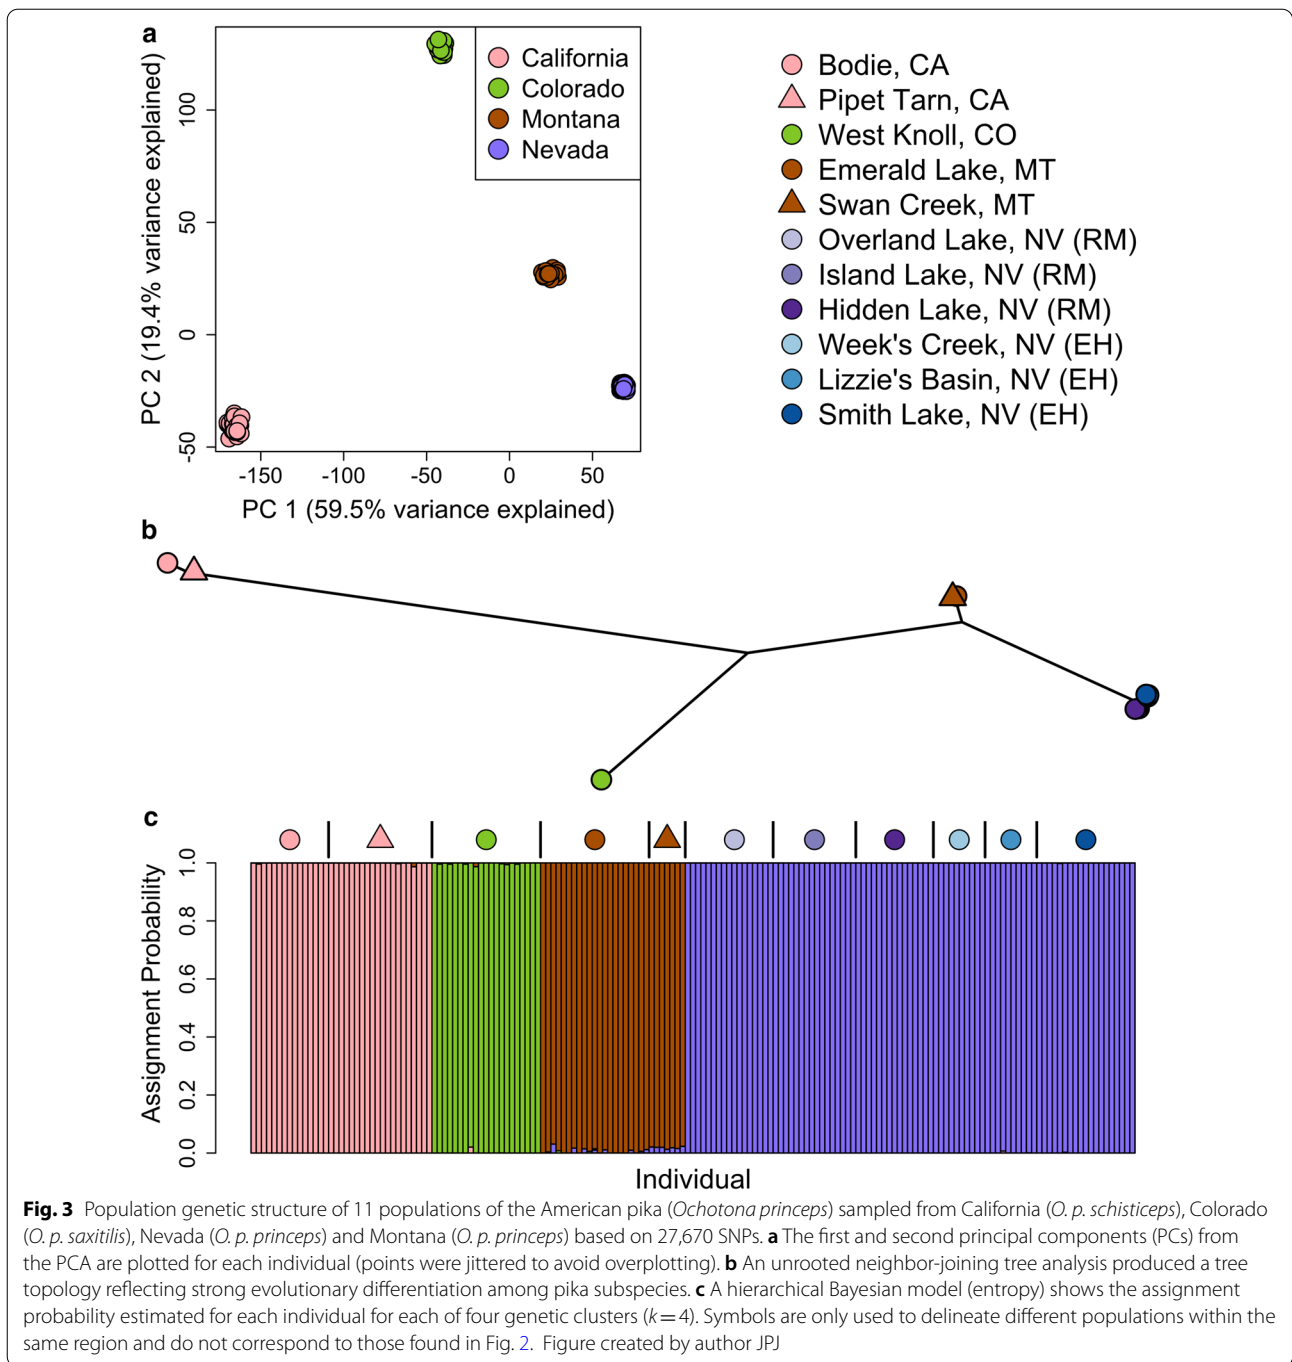 a
California
Colorado
Montana
Nevada
PC 2 (19.4% variance explained)
100
50
0
-50
-150
-100
-50
0
50
PC 1 (59.5% variance explained)
Bodie, CA
Pipet Tarn, CA
West Knoll, CO
Emerald Lake, MT
Swan Creek, MT
Overland Lake, NV (RM)
Island Lake, NV (RM)
Hidden Lake, NV (RM)
Week's Creek, NV (EH)
Lizzie's Basin, NV (EH)
Smith Lake, NV (EH)
b
c
Assignment Probability
1.0
0.8
0.6
0.4
0.2
0.0
Individual
Fig. 3 Population genetic structure of 11 populations of the American pika (Ochotona princeps) sampled from California (O. p. schisticeps), Colorado
(O. p. saxitilis), Nevada (O. p. princeps) and Montana (O. p. princeps) based on 27,670 SNPs. a The first and second principal components (PCs) from
the PCA are plotted for each individual (points were jittered to avoid overplotting). b An unrooted neighbor-joining tree analysis produced a tree
topology reflecting strong evolutionary differentiation among pika subspecies. c A hierarchical Bayesian model (entropy) shows the assignment
probability estimated for each individual for each of four genetic clusters (k = 4). Symbols are only used to delineate different populations within the
same region and do not correspond to those found in Fig. 2. Figure created by author JPJ